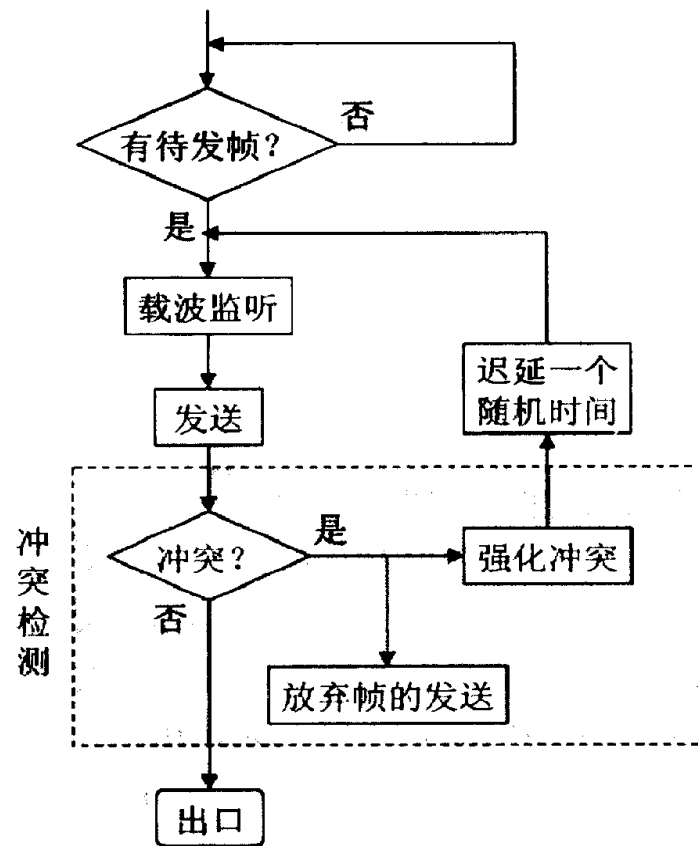 有待发帧?
否
是
载波监听
发送
迟延一个
随机时间
冲突检测
冲突?
是
强化冲突
否
放弃帧的发送
出口